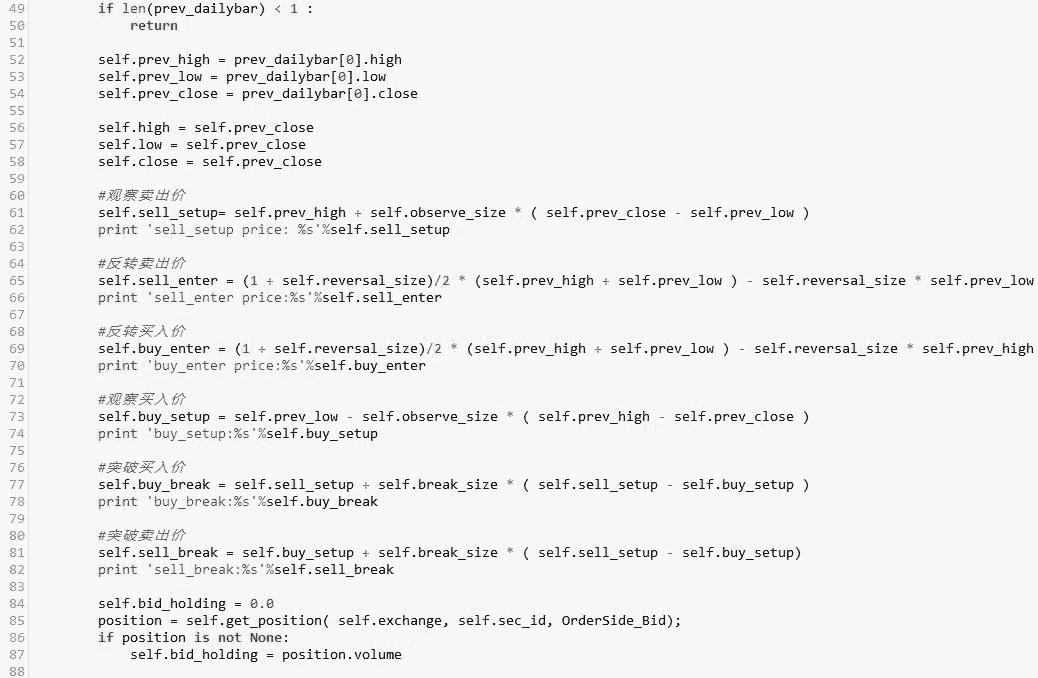 49 if len(prev_dailybar) < 1 :
50 return
51
52 self.prev_high = prev_dailybar[0].high
53 self.prev_low = prev_dailybar[0].low
54 self.prev_close = prev_dailybar[0].close
55
56 self.high = self.prev_close
57 self.low = self.prev_close
58 self.close = self.prev_close
59
60 #观察卖出价
61 self.sell_setup= self.prev_high + self.observe_size * ( self.prev_close - self.prev_low )
62 print 'sell_setup price: %s'%self.sell_setup
63
64 #反转卖出价
65 self.sell_enter = (1 + self.reversal_size)/2 * (self.prev_high + self.prev_low ) - self.reversal_size * self.prev_low
66 print 'sell_enter price:%s'%self.sell_enter
67
68 #反转买入价
69 self.buy_enter = (1 + self.reversal_size)/2 * (self.prev_high + self.prev_low ) - self.reversal_size * self.prev_high
70 print 'buy_enter price:%s'%self.buy_enter
71
72 #观察买入价
73 self.buy_setup = self.prev_low - self.observe_size * ( self.prev_high - self.prev_close )
74 print 'buy_setup:%s'%self.buy_setup
75
76 #突破买入价
77 self.buy_break = self.sell_setup + self.break_size * ( self.sell_setup - self.buy_setup )
78 print 'buy_break:%s'%self.buy_break
79
80 #突破卖出价
81 self.sell_break = self.buy_setup + self.break_size * ( self.sell_setup - self.buy_setup)
82 print 'sell_break:%s'%self.sell_break
83
84 self.bid_holding = 0.0
85 position = self.get_position( self.exchange, self.sec_id, OrderSide_Bid);
86 if position is not None:
87 self.bid_holding = position.volume
88